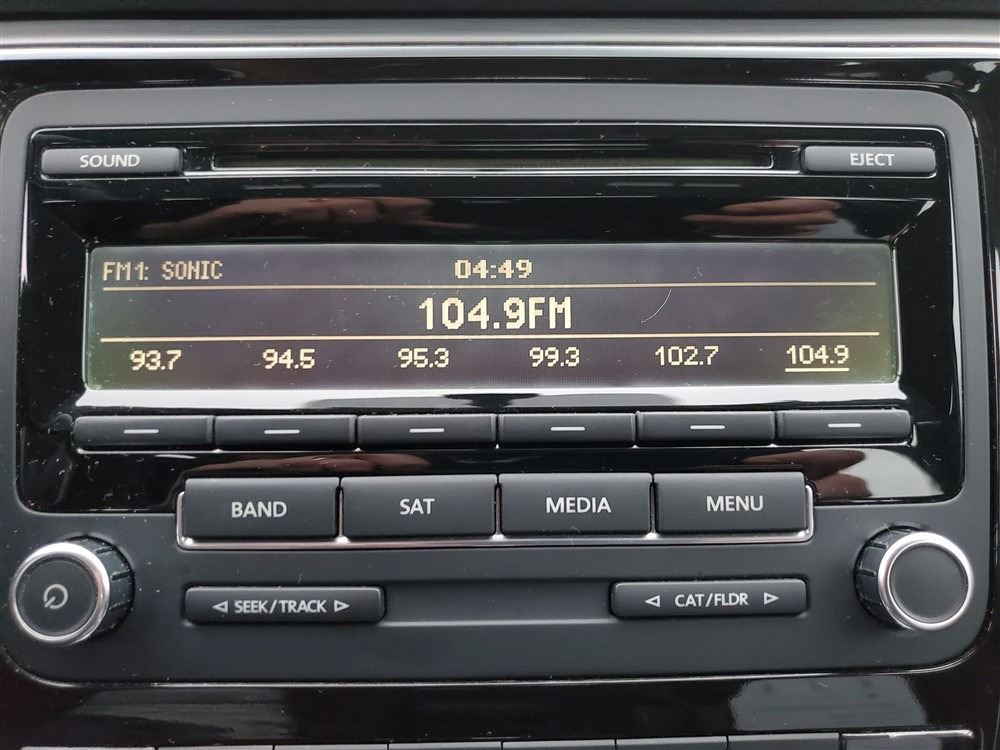 SOUND EJECT
FM1: SONIC 04:49
104.9FM
93.7 94.5 95.3 99.3 102.7 104.9
BAND SAT MEDIA MENU
SEEK/TRACK CAT/FLDR